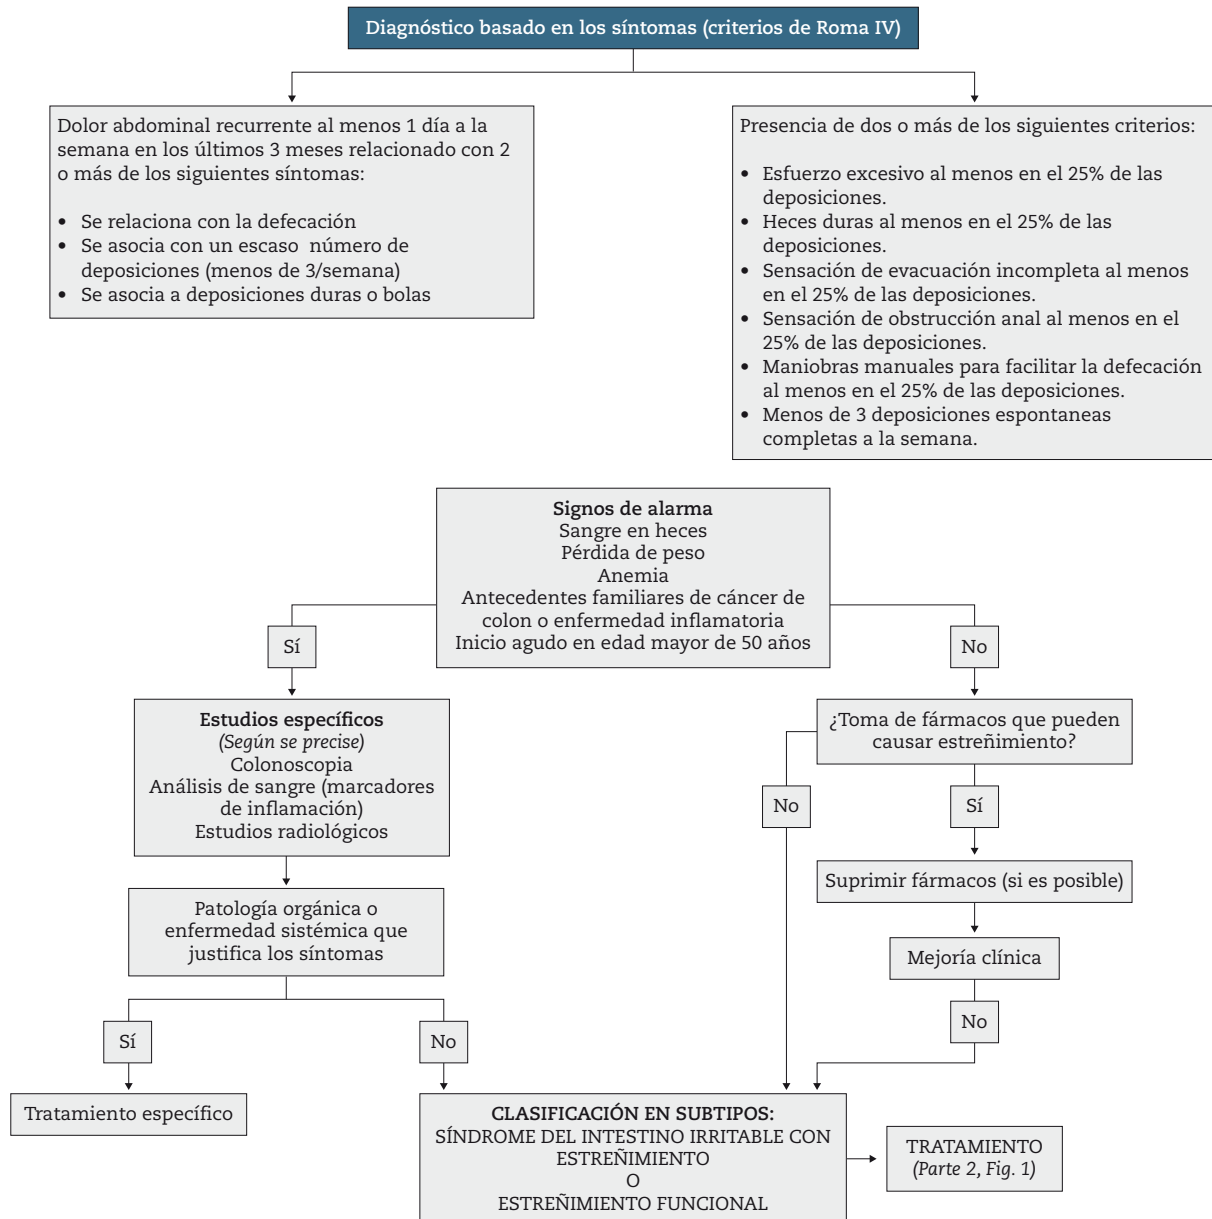 Diagnóstico basado en los síntomas (criterios de Roma IV)
Dolor abdominal recurrente al menos 1 día a la
semana en los últimos 3 meses relacionado con 2
o más de los siguientes síntomas:
• Se relaciona con la defecación
• Se asocia con un escaso número de
deposiciones (menos de 3/semana)
• Se asocia a deposiciones duras o bolas
Presencia de dos o más de los siguientes criterios:
• Esfuerzo excesivo al menos en el 25% de las
deposiciones.
• Heces duras al menos en el 25% de las
deposiciones.
• Sensación de evacuación incompleta al menos
en el 25% de las deposiciones.
• Sensación de obstrucción anal al menos en el
25% de las deposiciones.
• Maniobras manuales para facilitar la defecación
al menos en el 25% de las deposiciones.
• Menos de 3 deposiciones espontaneas
completas a la semana.
Signos de alarma
Sangre en heces
Pérdida de peso
Anemia
Antecedentes familiares de cáncer de
colon o enfermedad inflamatoria
Inicio agudo en edad mayor de 50 años
Sí
No
Estudios específicos
(Según se precise)
Colonoscopia
Análisis de sangre (marcadores
de inflamación)
Estudios radiológicos
¿Toma de fármacos que pueden
causar estreñimiento?
No
Sí
Suprimir fármacos (si es posible)
Patología orgánica o
enfermedad sistémica que
justifica los síntomas
Mejoría clínica
Sí
No
No
Tratamiento específico
CLASIFICACIÓN EN SUBTIPOS:
SÍNDROME DEL INTESTINO IRRITABLE CON
ESTREÑIMIENTO
O
ESTREÑIMIENTO FUNCIONAL
TRATAMIENTO
(Parte 2, Fig. 1)